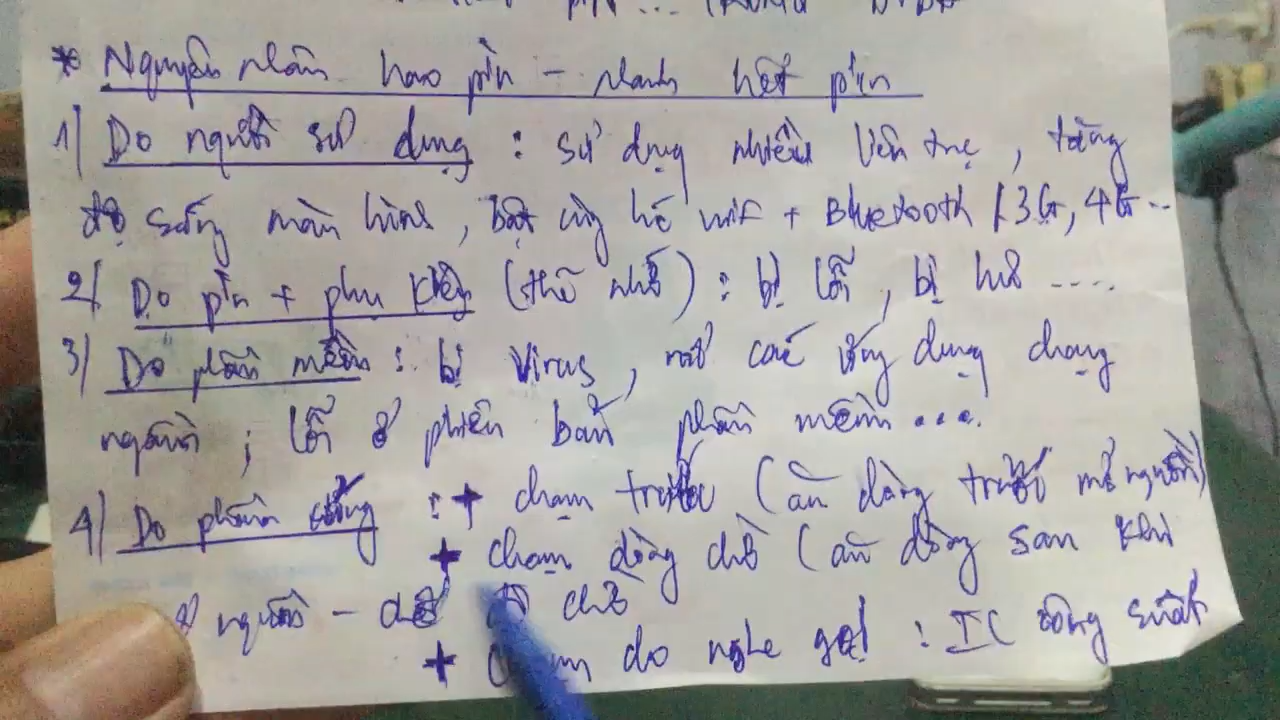 * Nguyên nhân hao pin - nhanh hết pin
1/ Do người sử dụng : sử dụng nhiều liên tục, tăng
độ sáng màn hình, bật cùng lúc wifi + Bluetooth / 3G, 4G...
2/ Do pin + phụ kiện (thẻ nhớ) : bị lỗi, bị hư ....
3/ Do phần mềm : bị Virus, các ứng dụng chạy
ngầm ; lỗi ở phiên bản phần mềm ....
4/ Do phần cứng : + chạm trước (ăn dòng trước mở nguồn)
+ chạm dòng chờ (ăn dòng sau khi
nguồn - chế độ chờ
+ do nghe gọi : IC công suất